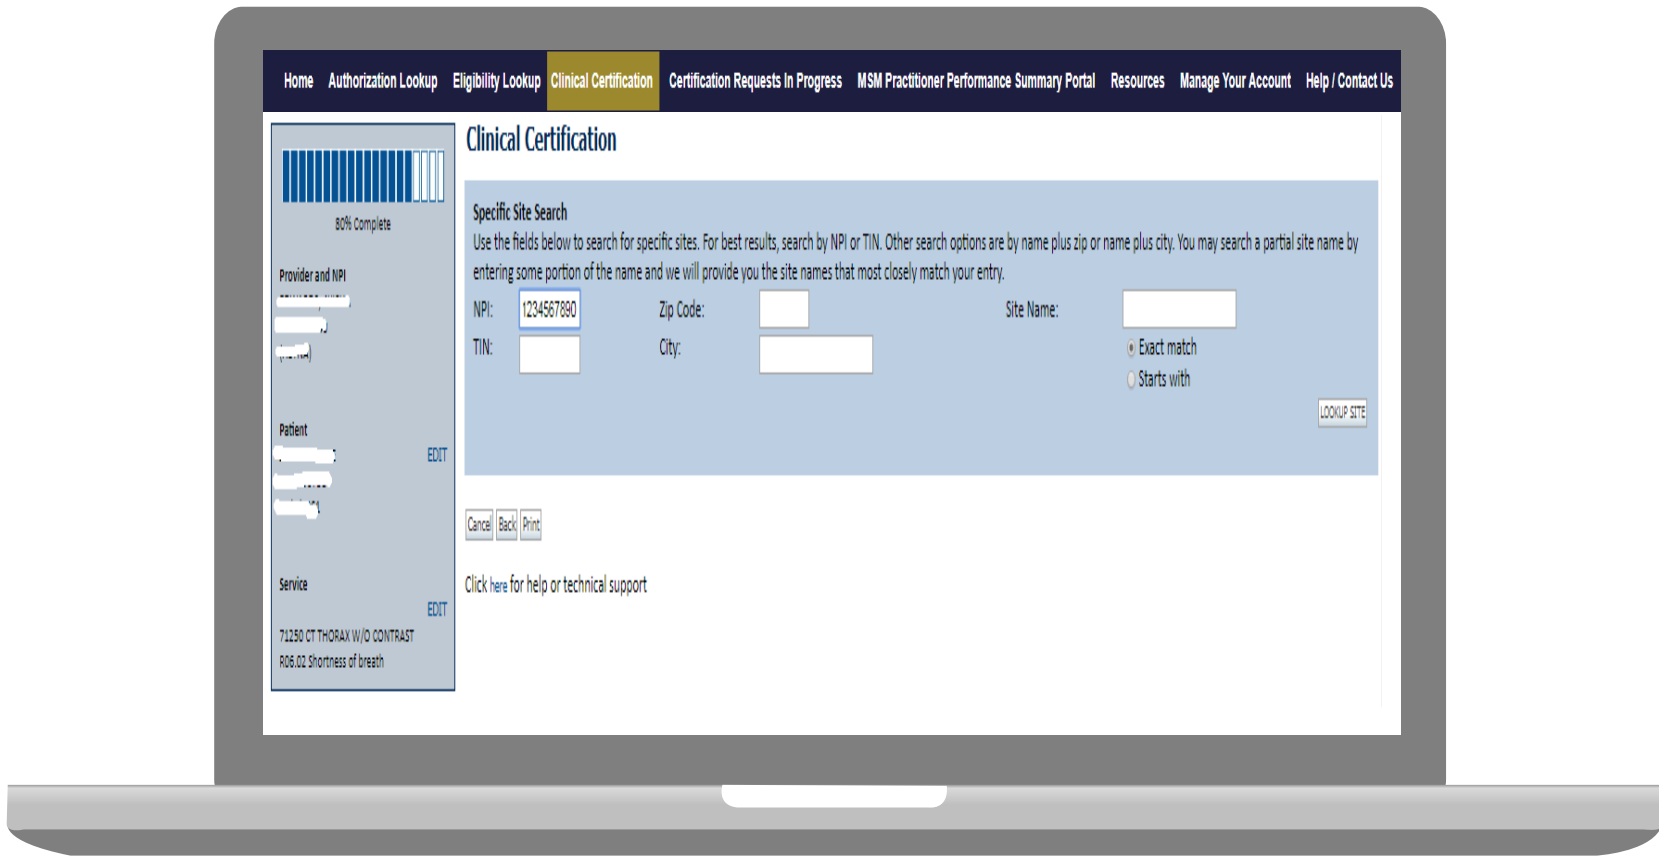 Home Authorization Lookup Eligibility Lookup Clinical Certification Certification Requests In Progress MSM Practitioner Performance Summary Portal Resources Manage Your Account Help / Contact Us
80% Complete
Provider and NPI
Patient
EDIT
Service
EDIT
71250 CT THORAX W/O CONTRAST
R06.02 Shortness of breath
Clinical Certification
Specific Site Search
Use the fields below to search for specific sites. For best results, search by NPI or TIN. Other search options are by name plus zip or name plus city. You may search a partial site name by
entering some portion of the name and we will provide you the site names that most closely match your entry.
NPI: 1234567890 Zip Code: Site Name:
TIN: City: Exact match
Starts with
LOOKUP SITE
Cancel Back Print
Click here for help or technical support